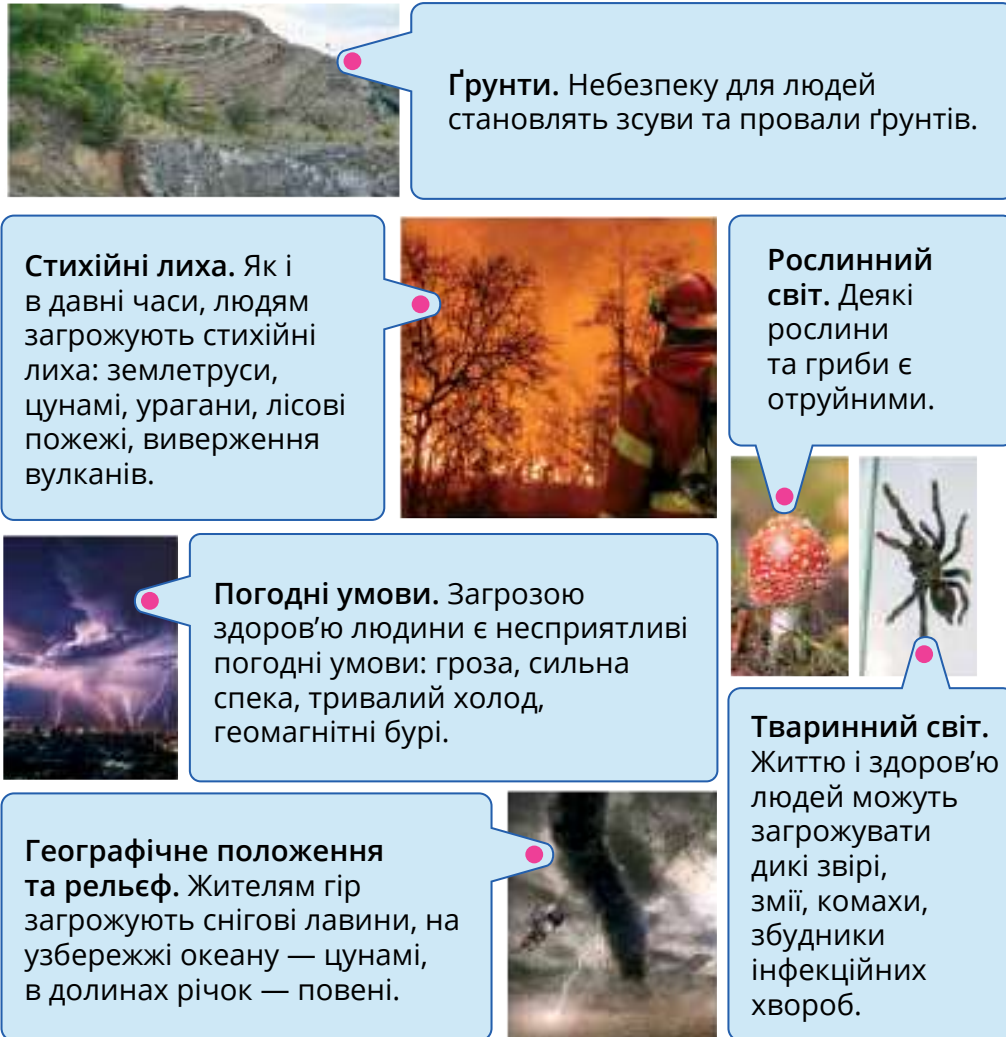 Ґрунти. Небезпеку для людей
становлять зсуви та провали ґрунтів.
Стихійні лиха. Як і
в давні часи, людям
загрожують стихійні
лиха: землетруси,
цунамі, урагани, лісові
пожежі, виверження
вулканів.
Рослинний
світ. Деякі
рослини
та гриби є
отруйними.
Погодні умови. Загрозою
здоров’ю людини є несприятливі
погодні умови: гроза, сильна
спека, тривалий холод,
геомагнітні бурі.
Тваринний світ.
Життю і здоров’ю
людей можуть
загрожувати
дикі звірі,
змії, комахи,
збудники
інфекційних
хвороб.
Географічне положення
та рельєф. Жителям гір
загрожують снігові лавини, на
узбережжі океану — цунамі,
в долинах річок — повені.